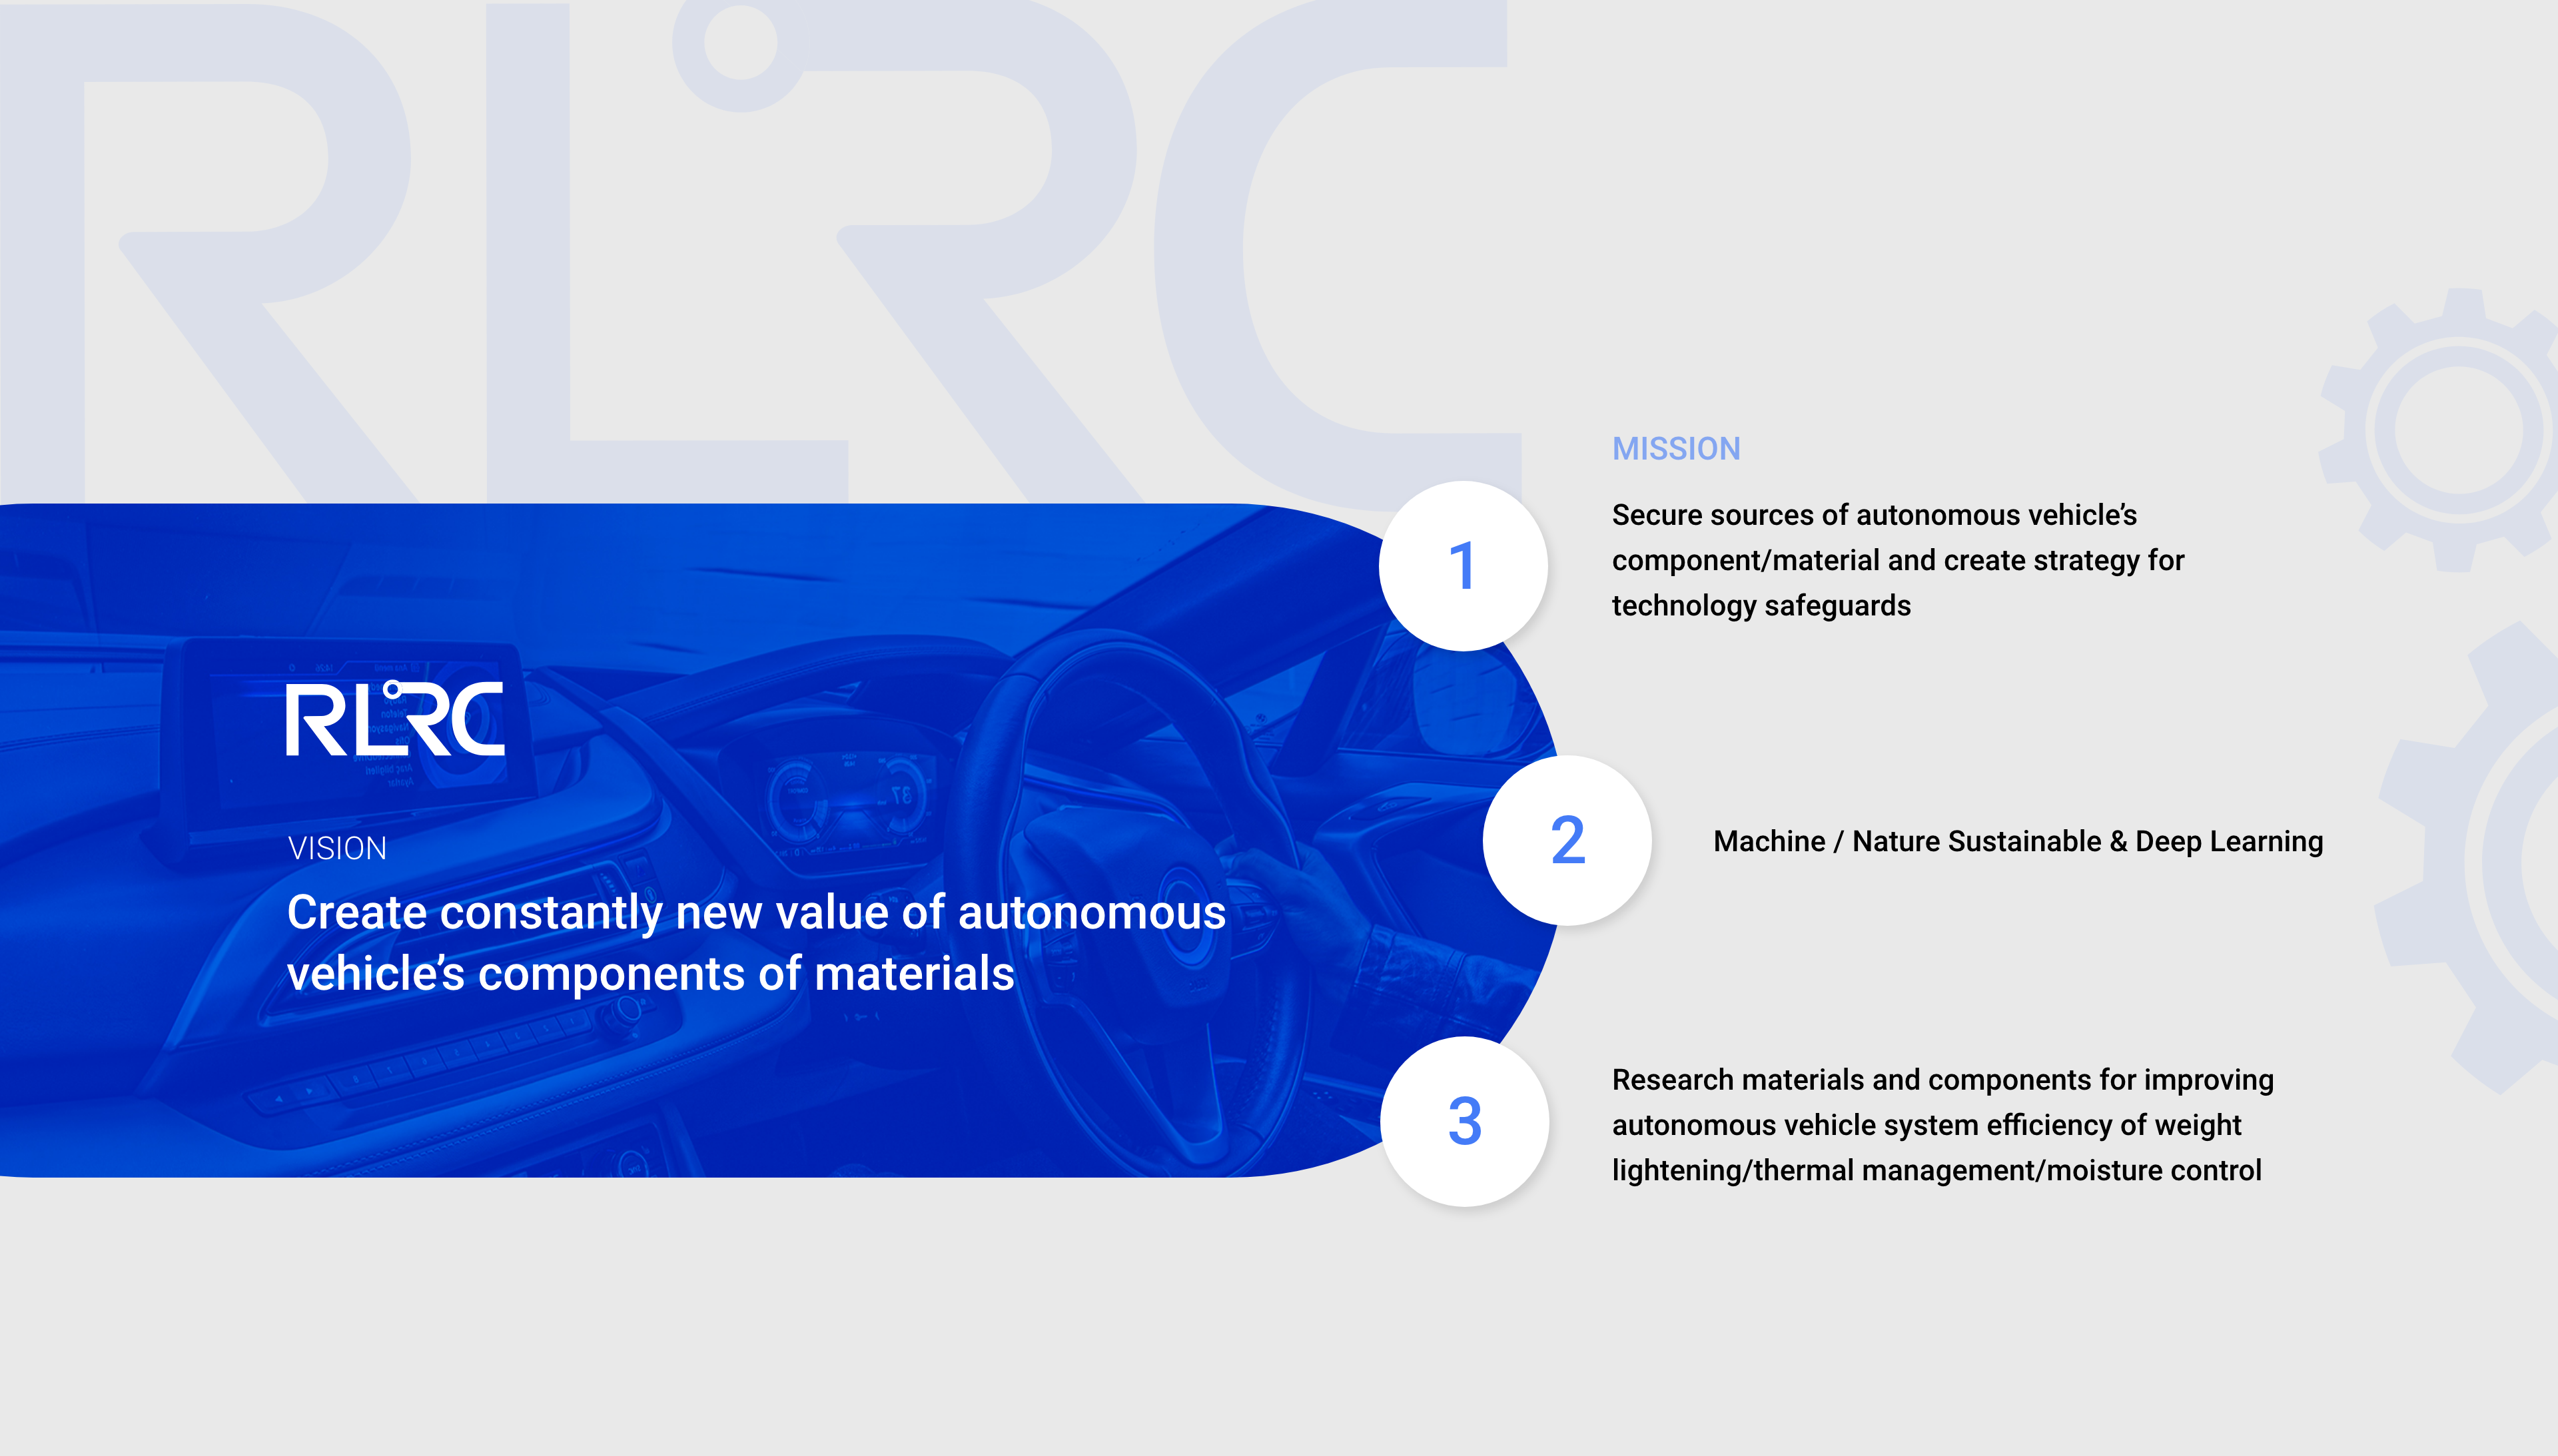 RLRC
RLRC
VISION
Create constantly new value of autonomous
vehicle’s components of materials
MISSION
1
Secure sources of autonomous vehicle’s
component/material and create strategy for
technology safeguards
2
Machine / Nature Sustainable & Deep Learning
3
Research materials and components for improving
autonomous vehicle system efficiency of weight
lightening/thermal management/moisture control